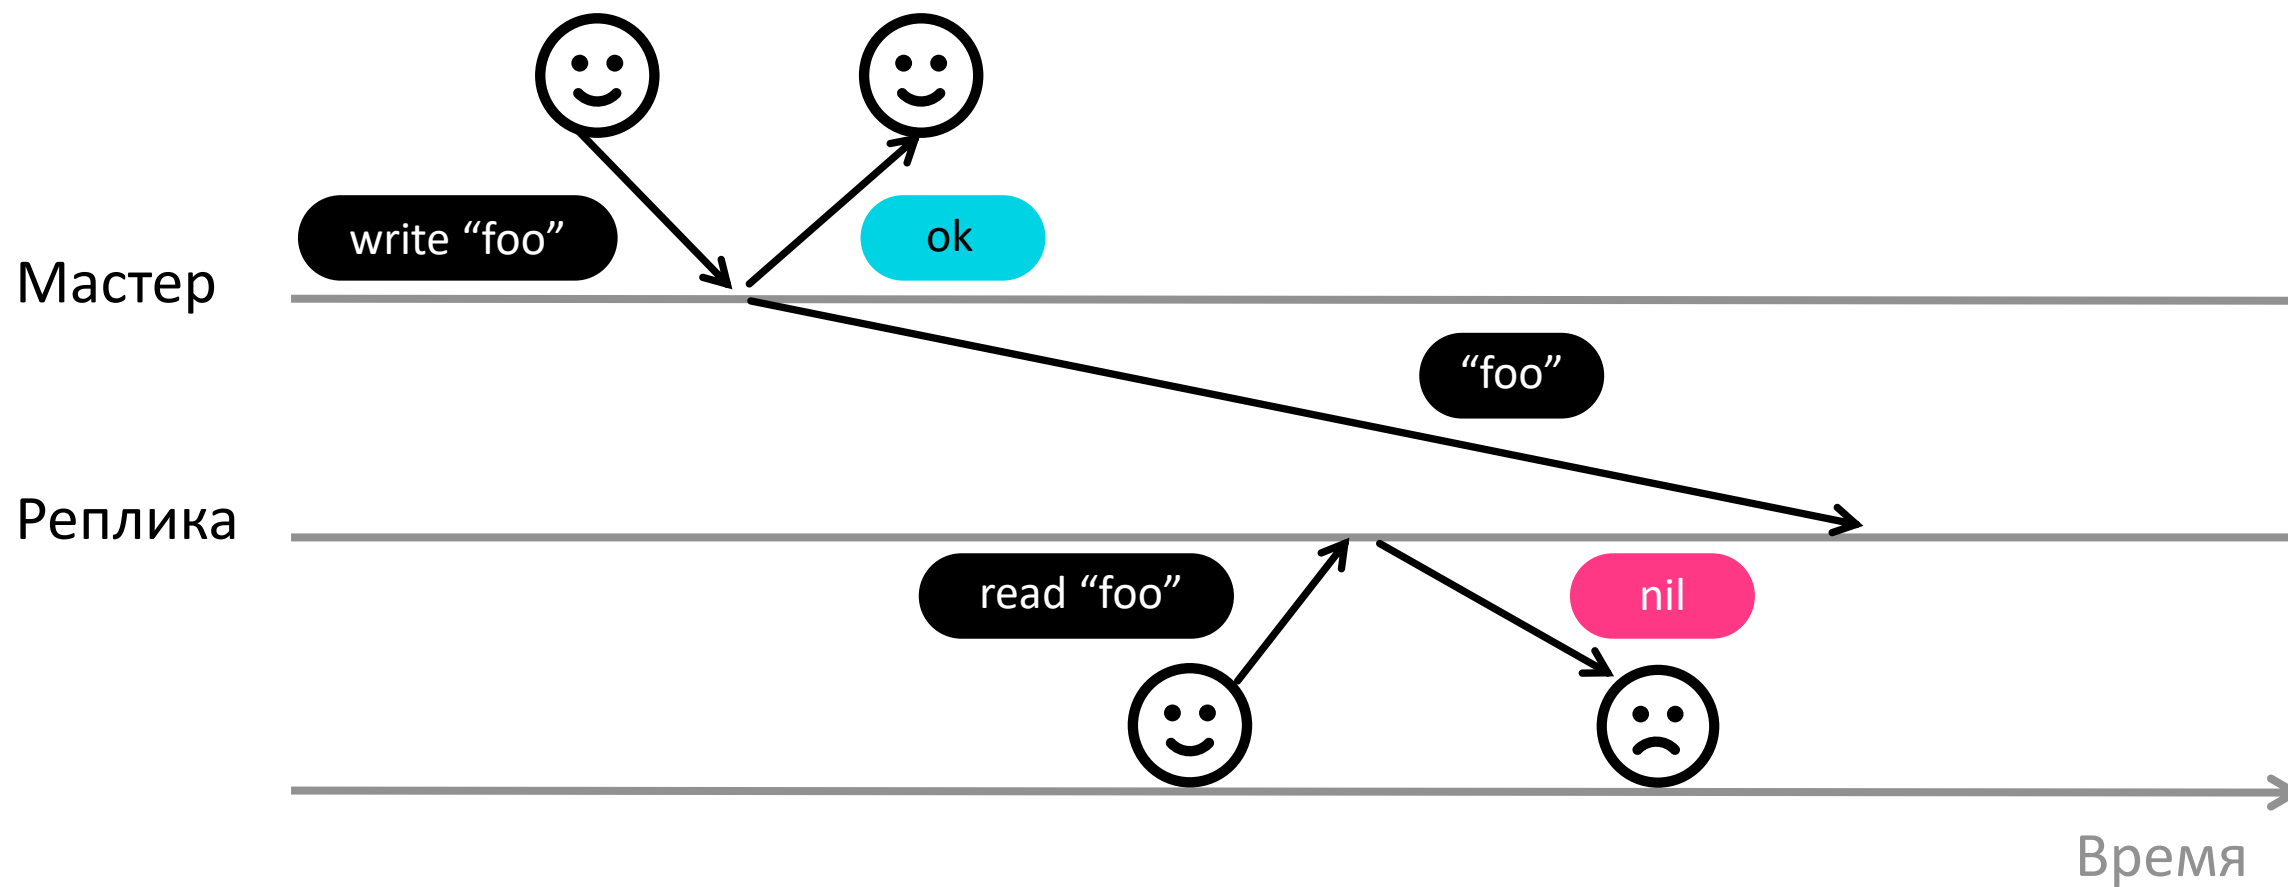 write “foo”
ok
Мастер
“foo”
Реплика
read “foo”
nil
Время